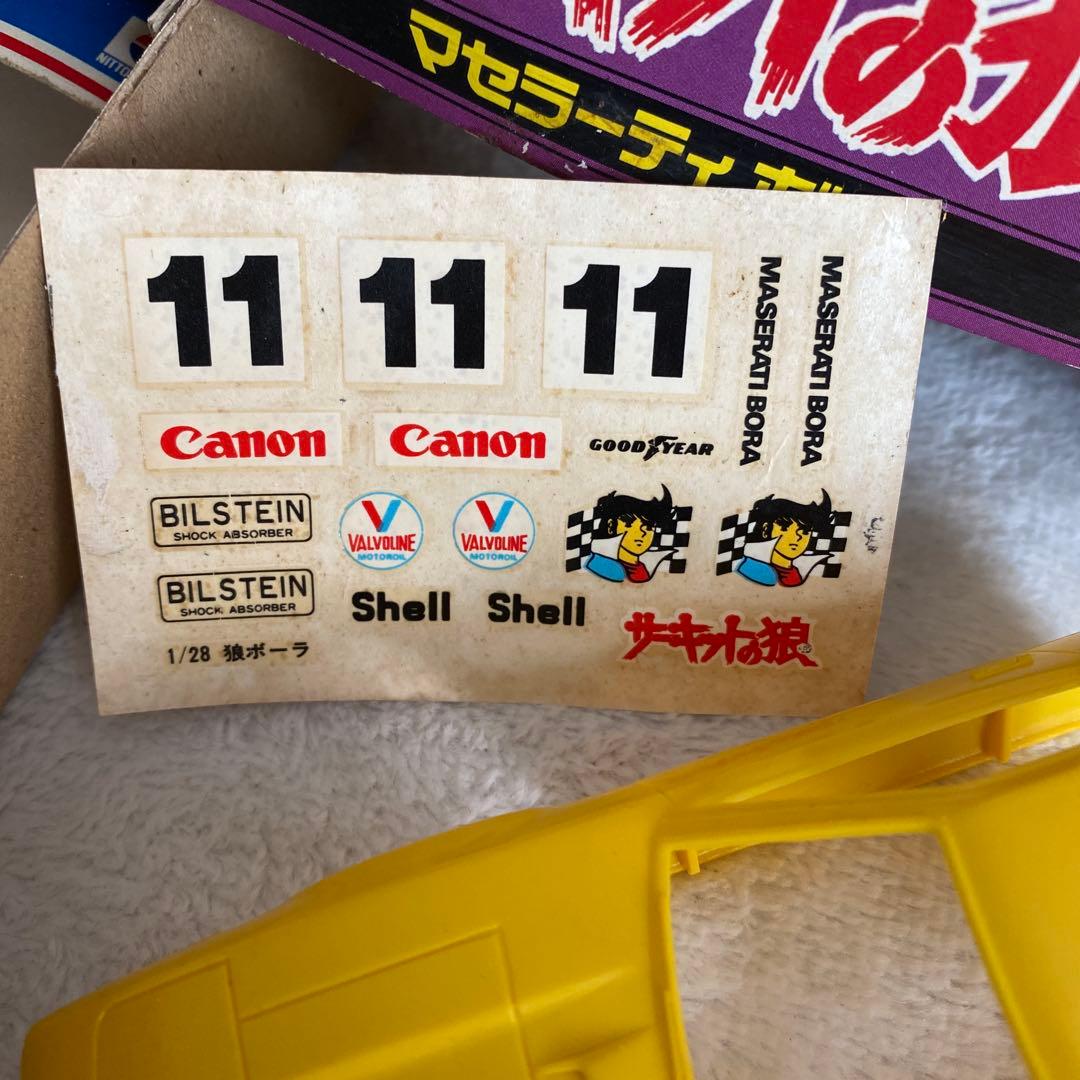 NITTO
マセラーティ ボ
の
11
11
11
MASERATI BORA
MASERATI BORA
Canon
Canon
GOODYEAR
BILSTEIN
SHOCK ABSORBER
VALVOLINE
MOTOROIL
VALVOLINE
MOTOROIL
BILSTEIN
SHOCK ABSORBER
Shell
Shell
1/28 狼ボーラ
サーキットの狼